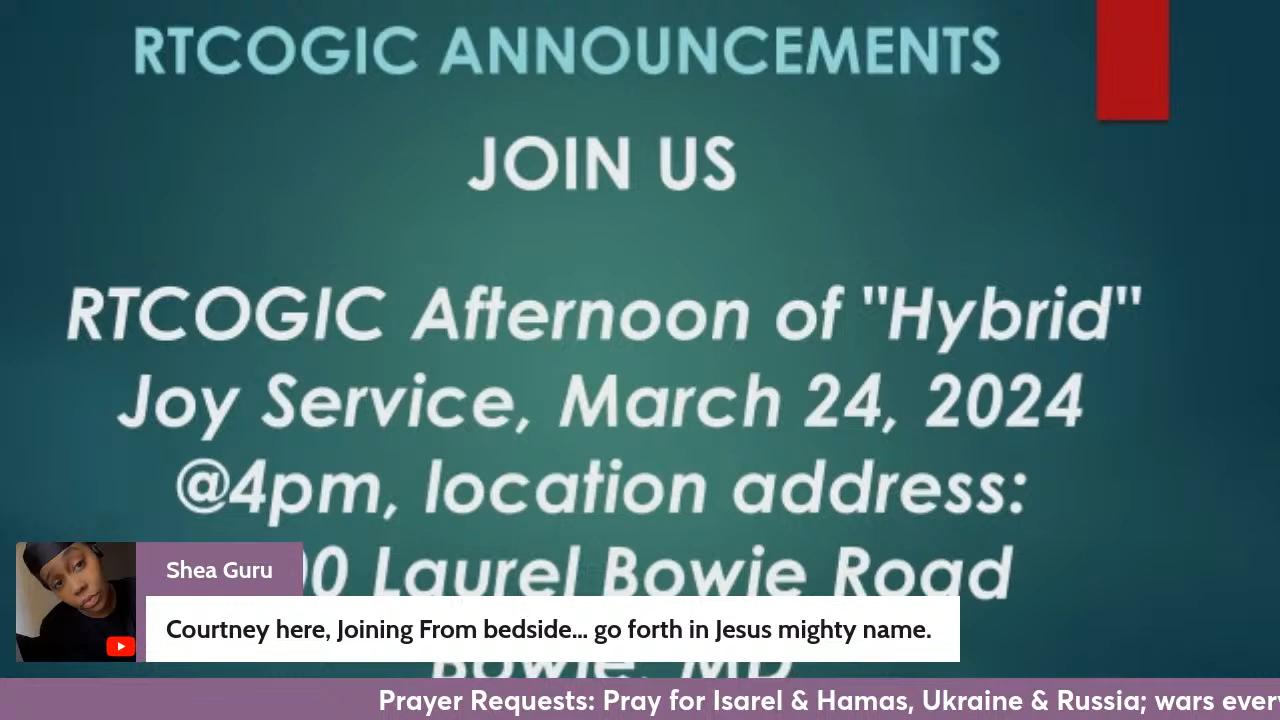 RTCOGIC ANNOUNCEMENTS
JOIN US
RTCOGIC Afternoon of "Hybrid"
Joy Service, March 24, 2024
@4pm, location address:
Laurel Bowie Road
Bowie, MD
Shea Guru
Courtney here, Joining From bedside... go forth in Jesus mighty name.
Prayer Requests: Pray for Isarel & Hamas, Ukraine & Russia; wars